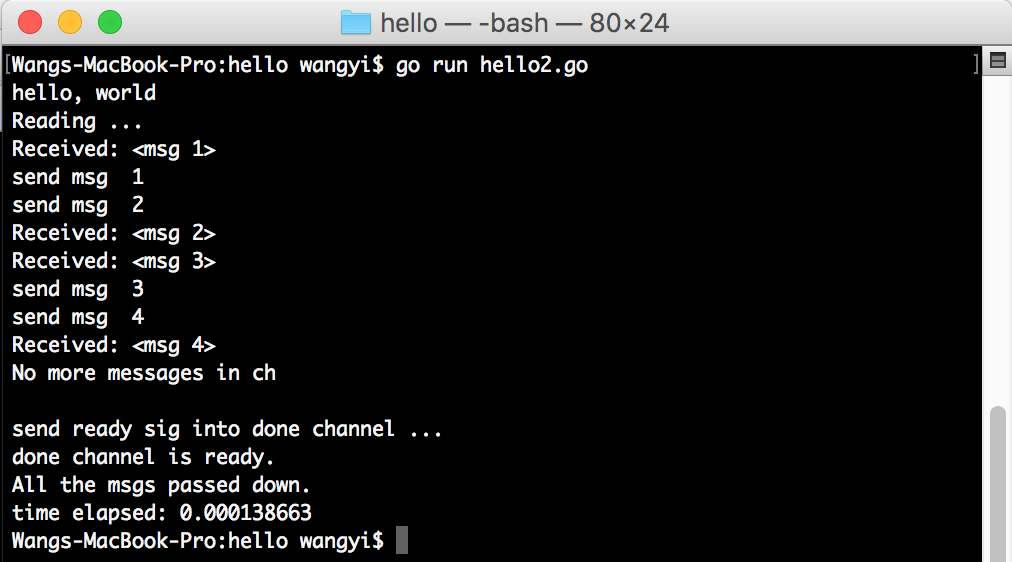 hello — -bash — 80×24
[Wangs-MacBook-Pro:hello wangyi$ go run hello2.go ]
hello, world
Reading ...
Received: <msg 1>
send msg  1
send msg  2
Received: <msg 2>
Received: <msg 3>
send msg  3
send msg  4
Received: <msg 4>
No more messages in ch
send ready sig into done channel ...
done channel is ready.
All the msgs passed down.
time elapsed: 0.000138663
Wangs-MacBook-Pro:hello wangyi$